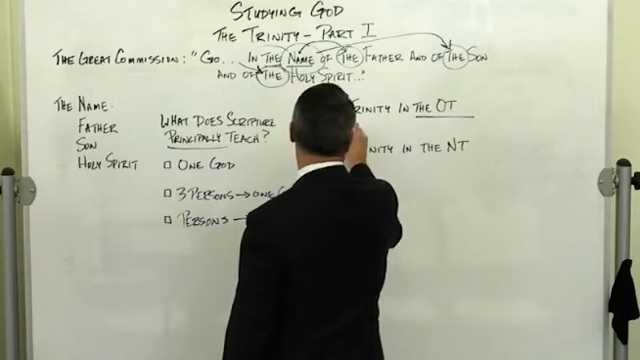 STUDYING GOD
THE TRINITY - PART I
THE GREAT COMMISSION: "GO... IN THE NAME OF THE FATHER AND OF THE SON
AND OF THE HOLY SPIRIT..."
THE NAME:
FATHER
SON
HOLY SPIRIT
WHAT DOES SCRIPTURE
PRINCIPALLY TEACH?
ONE GOD
3 PERSONS → ONE
PERSONS →
TRINITY IN THE OT
INITY IN THE NT